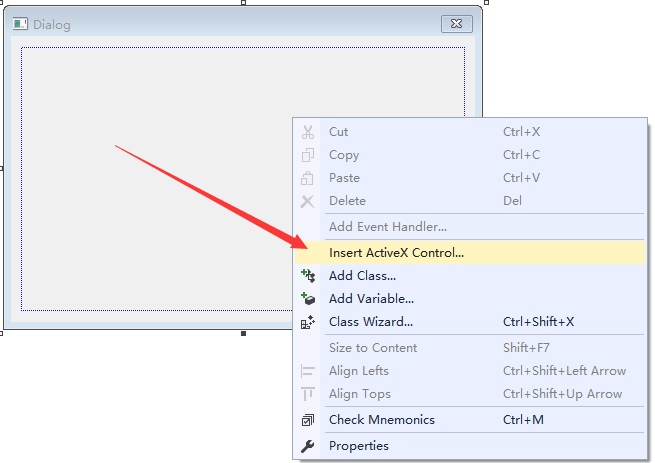 Dialog
Cut Ctrl+X
Copy Ctrl+C
Paste Ctrl+V
Delete Del
Add Event Handler...
Insert ActiveX Control...
Add Class...
Add Variable...
Class Wizard... Ctrl+Shift+X
Size to Content Shift+F7
Align Lefts Ctrl+Shift+Left Arrow
Align Tops Ctrl+Shift+Up Arrow
Check Mnemonics Ctrl+M
Properties